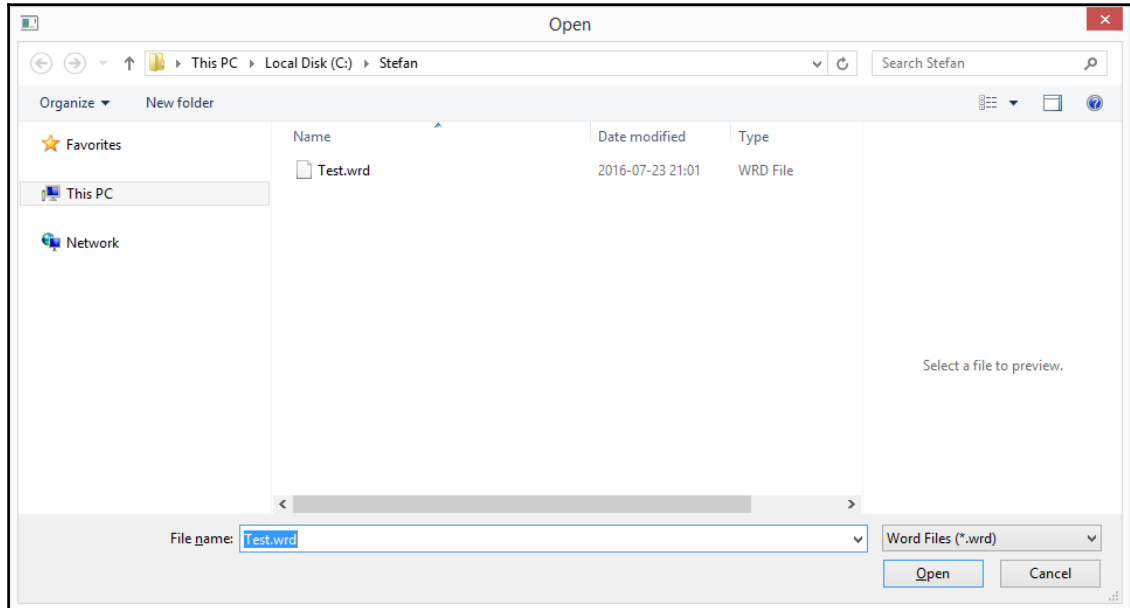 Open
This PC Local Disk (C:) Stefan
Search Stefan
Organize New folder
Favorites
This PC
Network
Name Date modified Type
Test.wrd 2016-07-23 21:01 WRD File
Select a file to preview.
File name: Test.wrd
Word Files (*.wrd)
Open Cancel